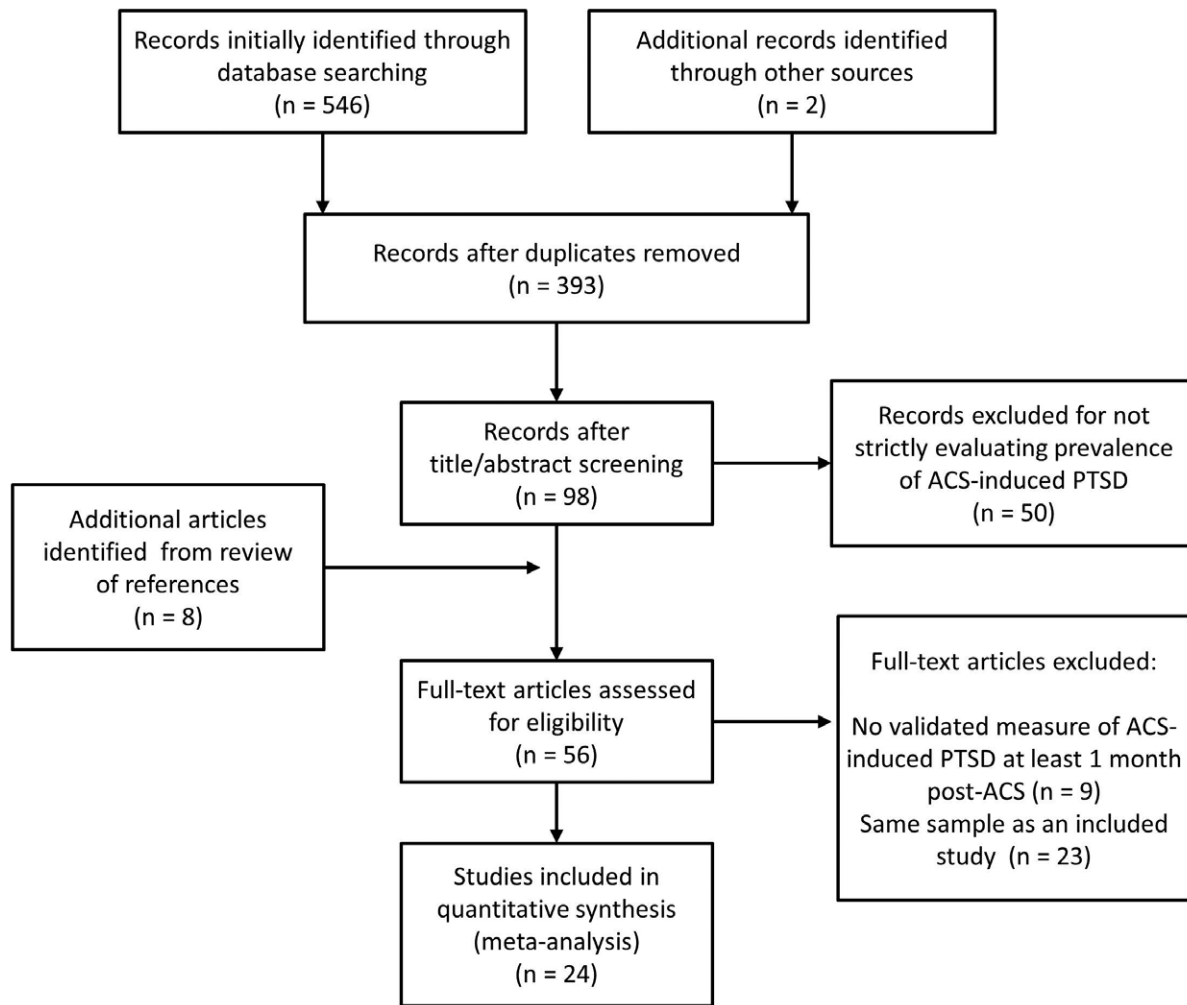 Records initially identified through
database searching
(n = 546)
Additional records identified
through other sources
(n = 2)
Records after duplicates removed
(n = 393)
Records after
title/abstract screening
(n = 98)
Records excluded for not
strictly evaluating prevalence
of ACS-induced PTSD
(n = 50)
Additional articles
identified from review
of references
(n = 8)
Full-text articles assessed
for eligibility
(n = 56)
Full-text articles excluded:
No validated measure of ACS-
induced PTSD at least 1 month
post-ACS (n = 9)
Same sample as an included
study (n = 23)
Studies included in
quantitative synthesis
(meta-analysis)
(n = 24)